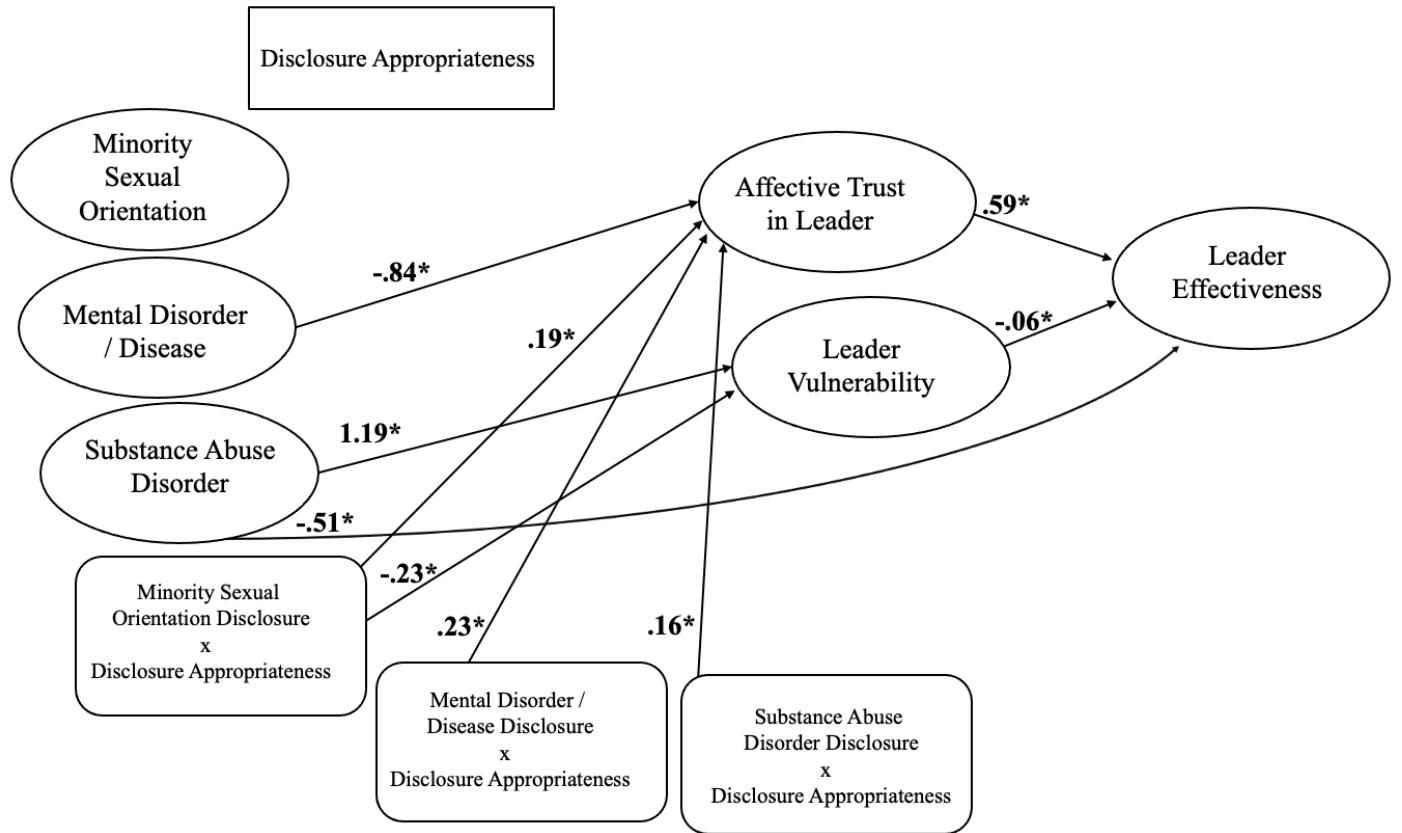 Disclosure Appropriateness
Minority
Sexual
Orientation
Affective Trust
in Leader
.59*
Leader
Effectiveness
-.84*
Mental Disorder
/ Disease
.19*
-.06*
Leader
Vulnerability
1.19*
Substance Abuse
Disorder
-.51*
-.23*
Minority Sexual
Orientation Disclosure
x
Disclosure Appropriateness
.23*
.16*
Mental Disorder /
Disease Disclosure
x
Disclosure Appropriateness
Substance Abuse
Disorder Disclosure
x
Disclosure Appropriateness